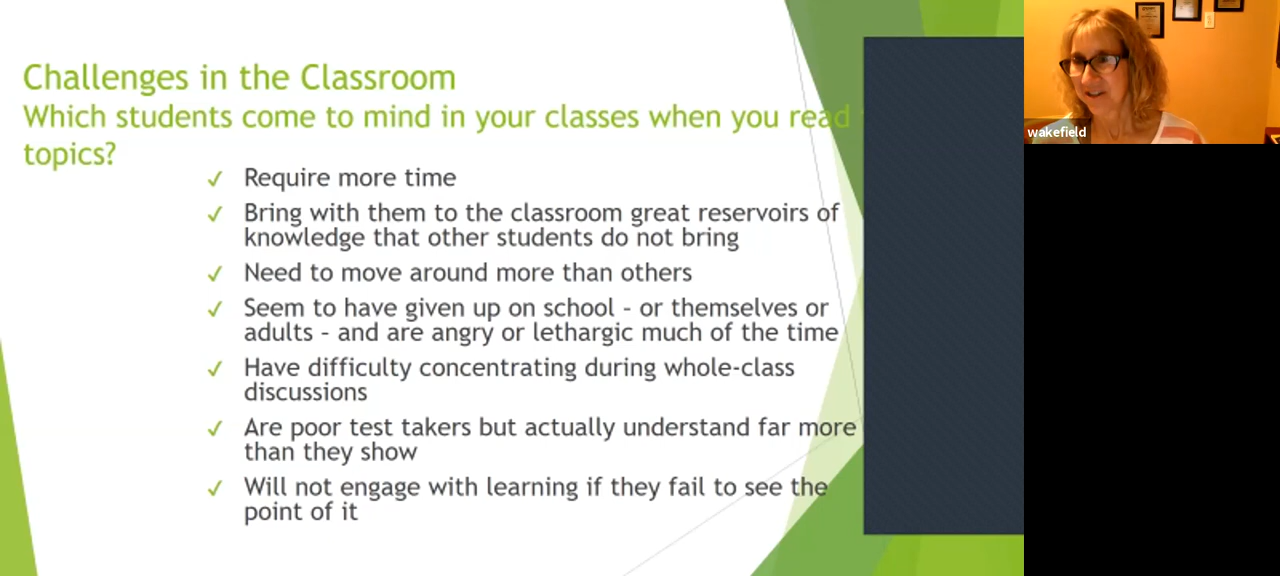 Challenges in the Classroom
Which students come to mind in your classes when you read
topics?
✓ Require more time
✓ Bring with them to the classroom great reservoirs of
knowledge that other students do not bring
✓ Need to move around more than others
✓ Seem to have given up on school – or themselves or
adults – and are angry or lethargic much of the time
✓ Have difficulty concentrating during whole-class
discussions
✓ Are poor test takers but actually understand far more
than they show
✓ Will not engage with learning if they fail to see the
point of it
wakefield